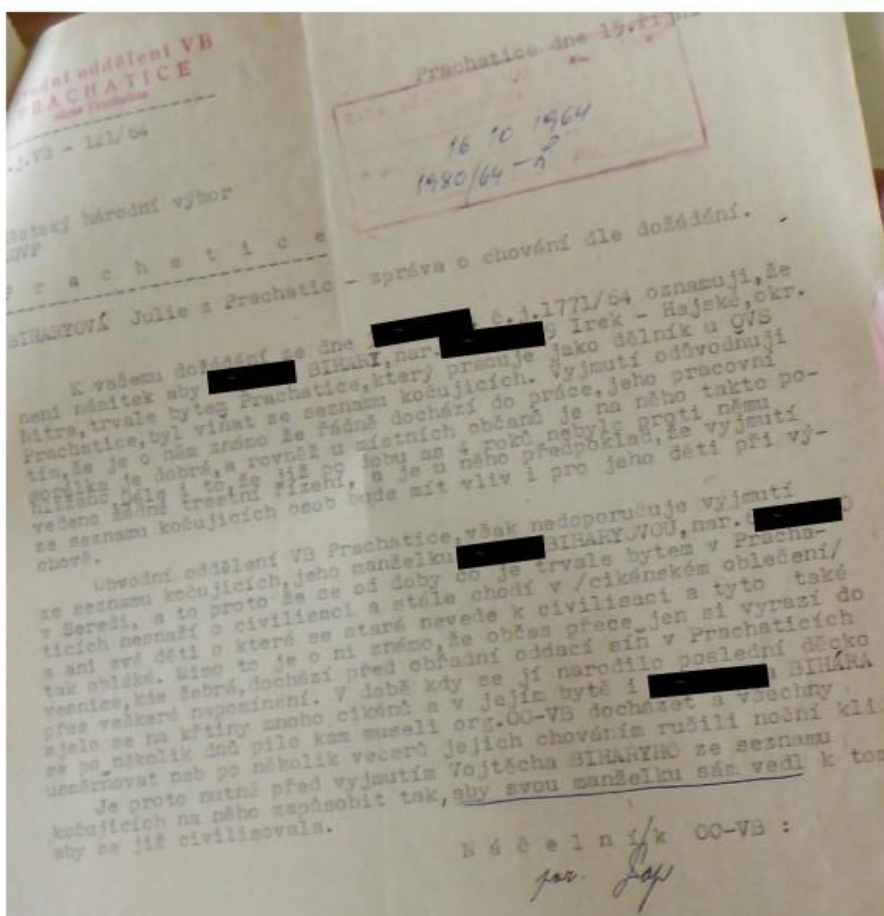 oddělení VB
PRACHATICE
okres Prachatice
Prachatice dne 15. října
.j.VB - 121/64
16 10 1964
1980/64 -
národní výbor
P r a c h a t i c e
BIHARYOVÁ Julie z Prachatic - zpráva o chování dle dožádání.
K vašemu dožádání ze dne č.j.1771/64 oznamuji, že
není námitek aby BIHARI, nar. 9 Irek - Hajské, okr.
Nitra, trvale bytem Prachatice, který pracuje jako dělník u OVS
Prachatice, byl viňat ze seznamu kočujících. Vyjmutí odůvodnuji
tím, že je o něm známo že řádně dochází do práce, jeho pracovní
morálka je dobrá, a rovněž u místních občanů je na něho takto po-
hlíženo. Dále i to, že již po dobu as 4 roků nebylo proti němu
vedeno žádné trestní řízení, a je u něho předpoklad, že vyjmutí
ze seznamu kočujících osob bude mít vliv i pro jeho děti při vý-
chově.
Obvodní oddělení VB Prachatice, však nedoporučuje vyjmutí
ze seznamu kočujících, jeho manželku BIHARYOVOU, nar.
v Seredi, a to proto že se od doby co je trvale bytem v Pracha-
ticích nesnaží o civilisaci a stále chodí v /cikánském oblečení/
a ani své děti o které se stará nevede k civilisaci a tyto také
tak obléká. Mimo to je o ní známo, že občas přece jen si vyrazí do
vesnice, kde žebrá, dochází před obřadní oddací síň v Prachaticích
přes veškeré napomínání. V době kdy se jí narodilo poslední děcko
sjelo se na křtiny mnoho cikánů a v jejím bytě i BIHÁRA
se po několik dnů pilo kam museli org.OO-VB docházet a všechny
usměrnovat neb po několik večerů jejich chováním rušili noční kli
Je proto nutné před vyjmutím Vojtěcha BIHARYHO ze seznamu
kočujících na něho zapůsobit tak, aby svou manželku sám vedl k tom
aby se již civilisovala.
N á č e l n í k OO-VB :
por.